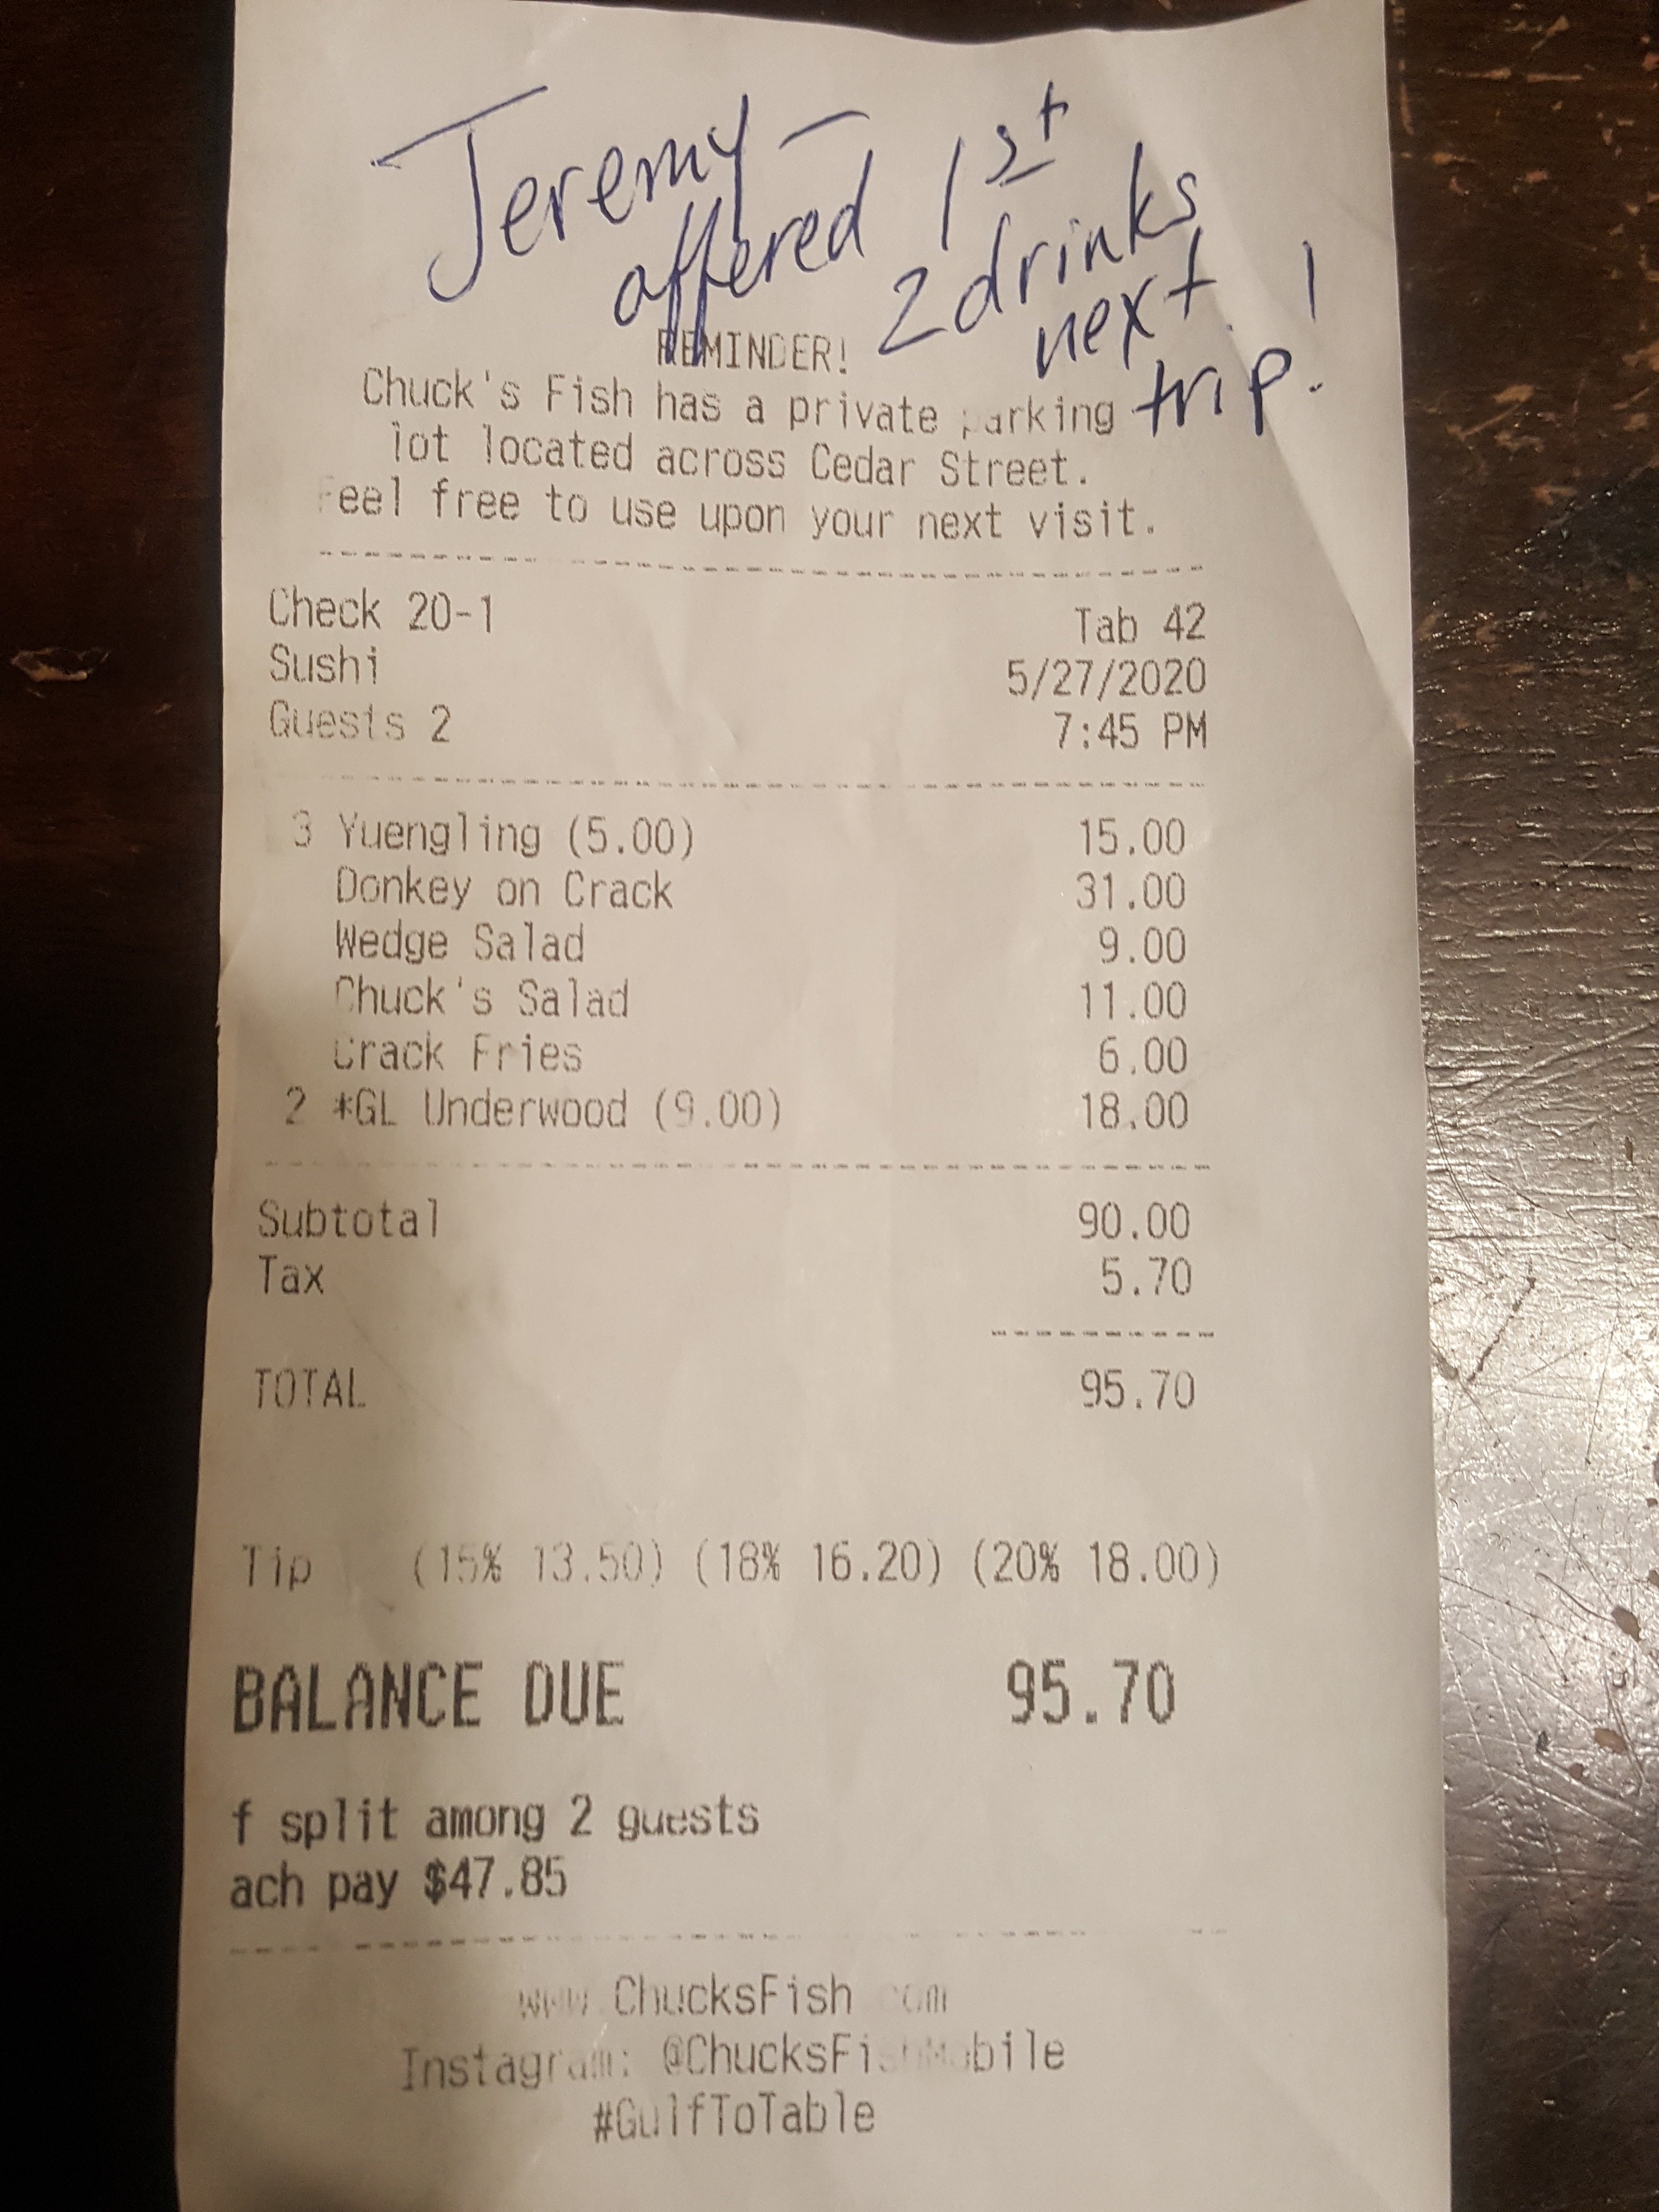 Jeremy -
offered 1st
2 drinks
next
trip!
REMINDER!
Chuck's Fish has a private parking
lot located across Cedar Street.
Feel free to use upon your next visit.
Check 20-1 Tab 42
Sushi 5/27/2020
Guests 2 7:45 PM
3 Yuengling (5.00) 15.00
Donkey on Crack 31.00
Wedge Salad 9.00
Chuck's Salad 11.00
Crack Fries 6.00
2 *GL Underwood (9.00) 18.00
Subtotal 90.00
Tax 5.70
TOTAL 95.70
Tip (15% 13.50) (18% 16.20) (20% 18.00)
BALANCE DUE 95.70
f split among 2 guests
ach pay $47.85
www.ChucksFish.com
Instagram: @ChucksFishMobile
#GulfToTable